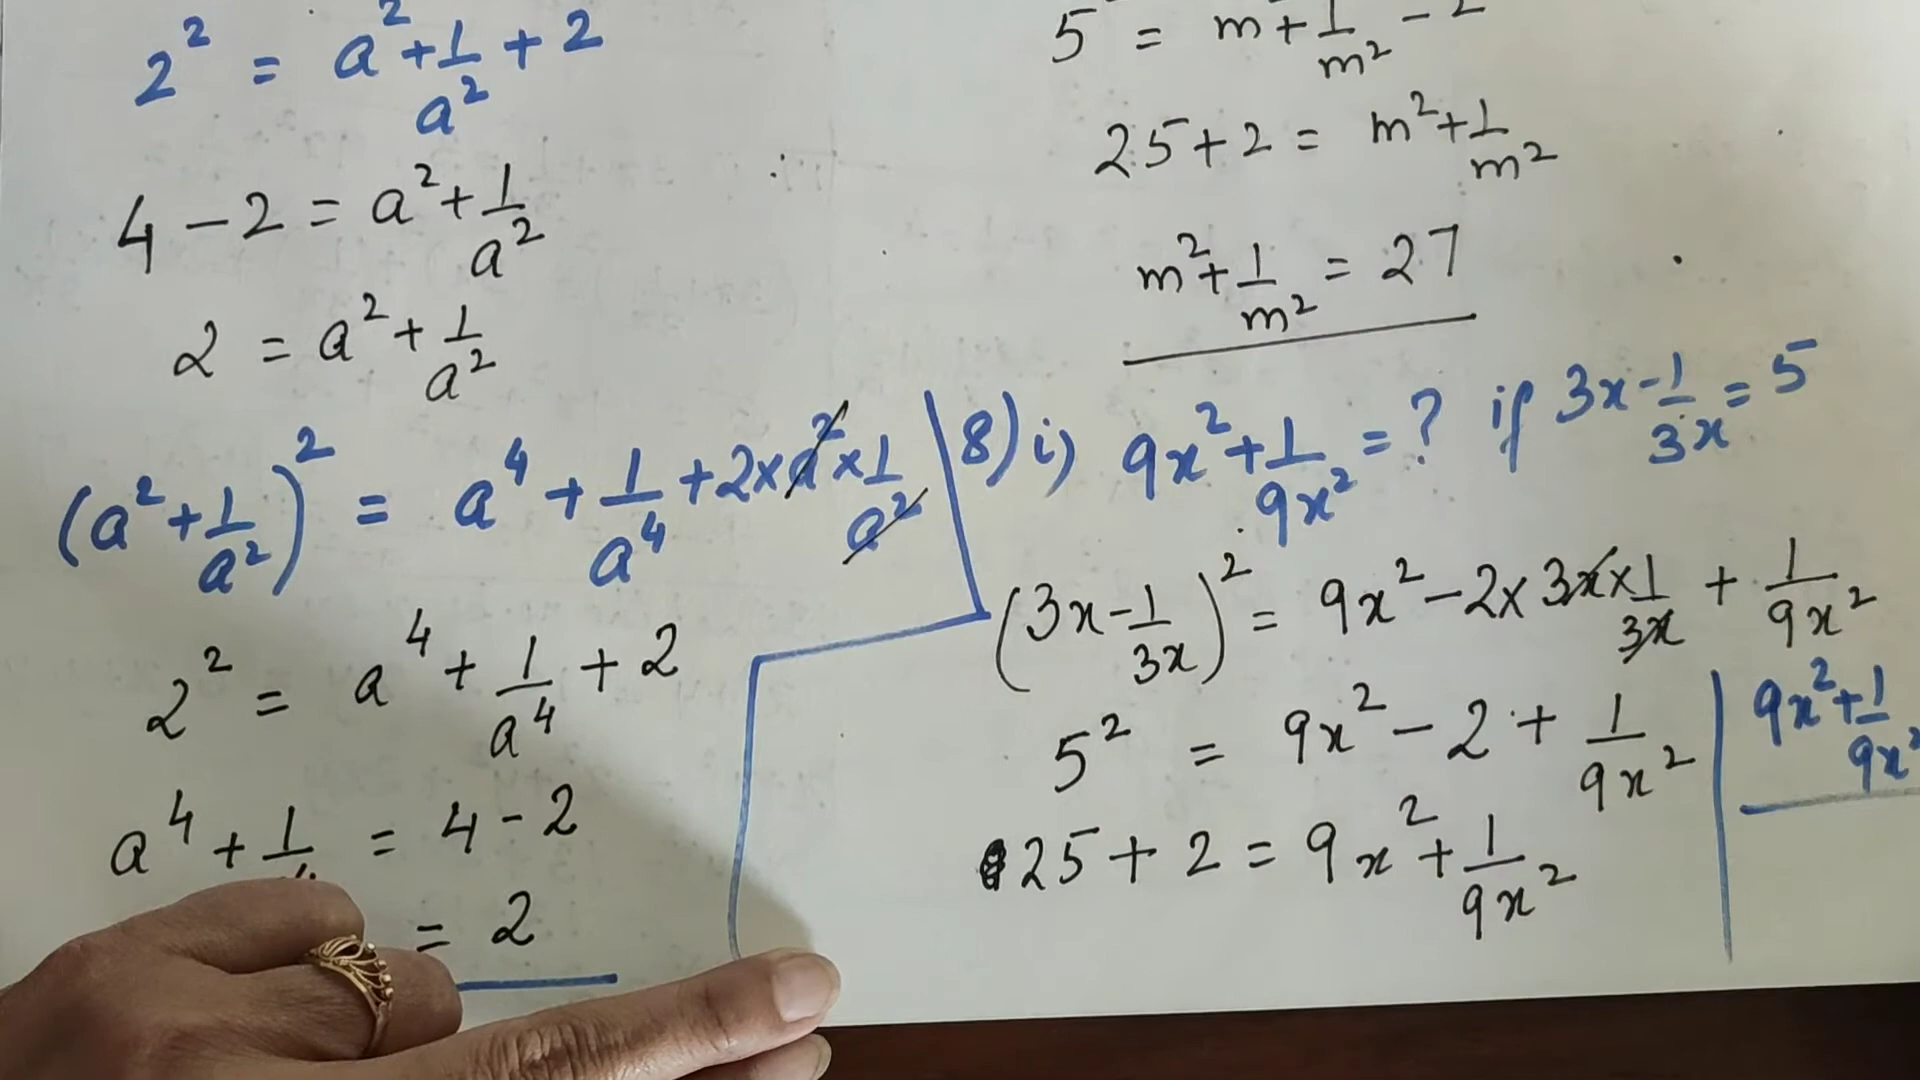 2² = a² + 1/a² + 2
4 - 2 = a² + 1/a²
2 = a² + 1/a²
(a² + 1/a²)² = a⁴ + 1/a⁴ + 2 × a² × 1/a²
2² = a⁴ + 1/a⁴ + 2
a⁴ + 1/4 = 4 - 2
= 2
5 = m + 1/m² - 2
25 + 2 = m² + 1/m²
m² + 1/m² = 27
8) i) 9x² + 1/9x² = ? if 3x - 1/3x = 5
(3x - 1/3x)² = 9x² - 2 × 3x × 1/3x + 1/9x²
5² = 9x² - 2 + 1/9x²
25 + 2 = 9x² + 1/9x²
9x² + 1/9x²